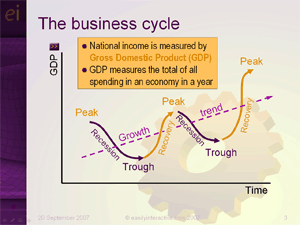 ei
The business cycle
GDP
National income is measured by
Gross Domestic Product (GDP)
GDP measures the total of all
spending in an economy in a year
Peak
Peak
Peak
Recession
Growth
Recovery
Recession
trend
Recovery
Trough
Trough
Time
20 September 2007
3